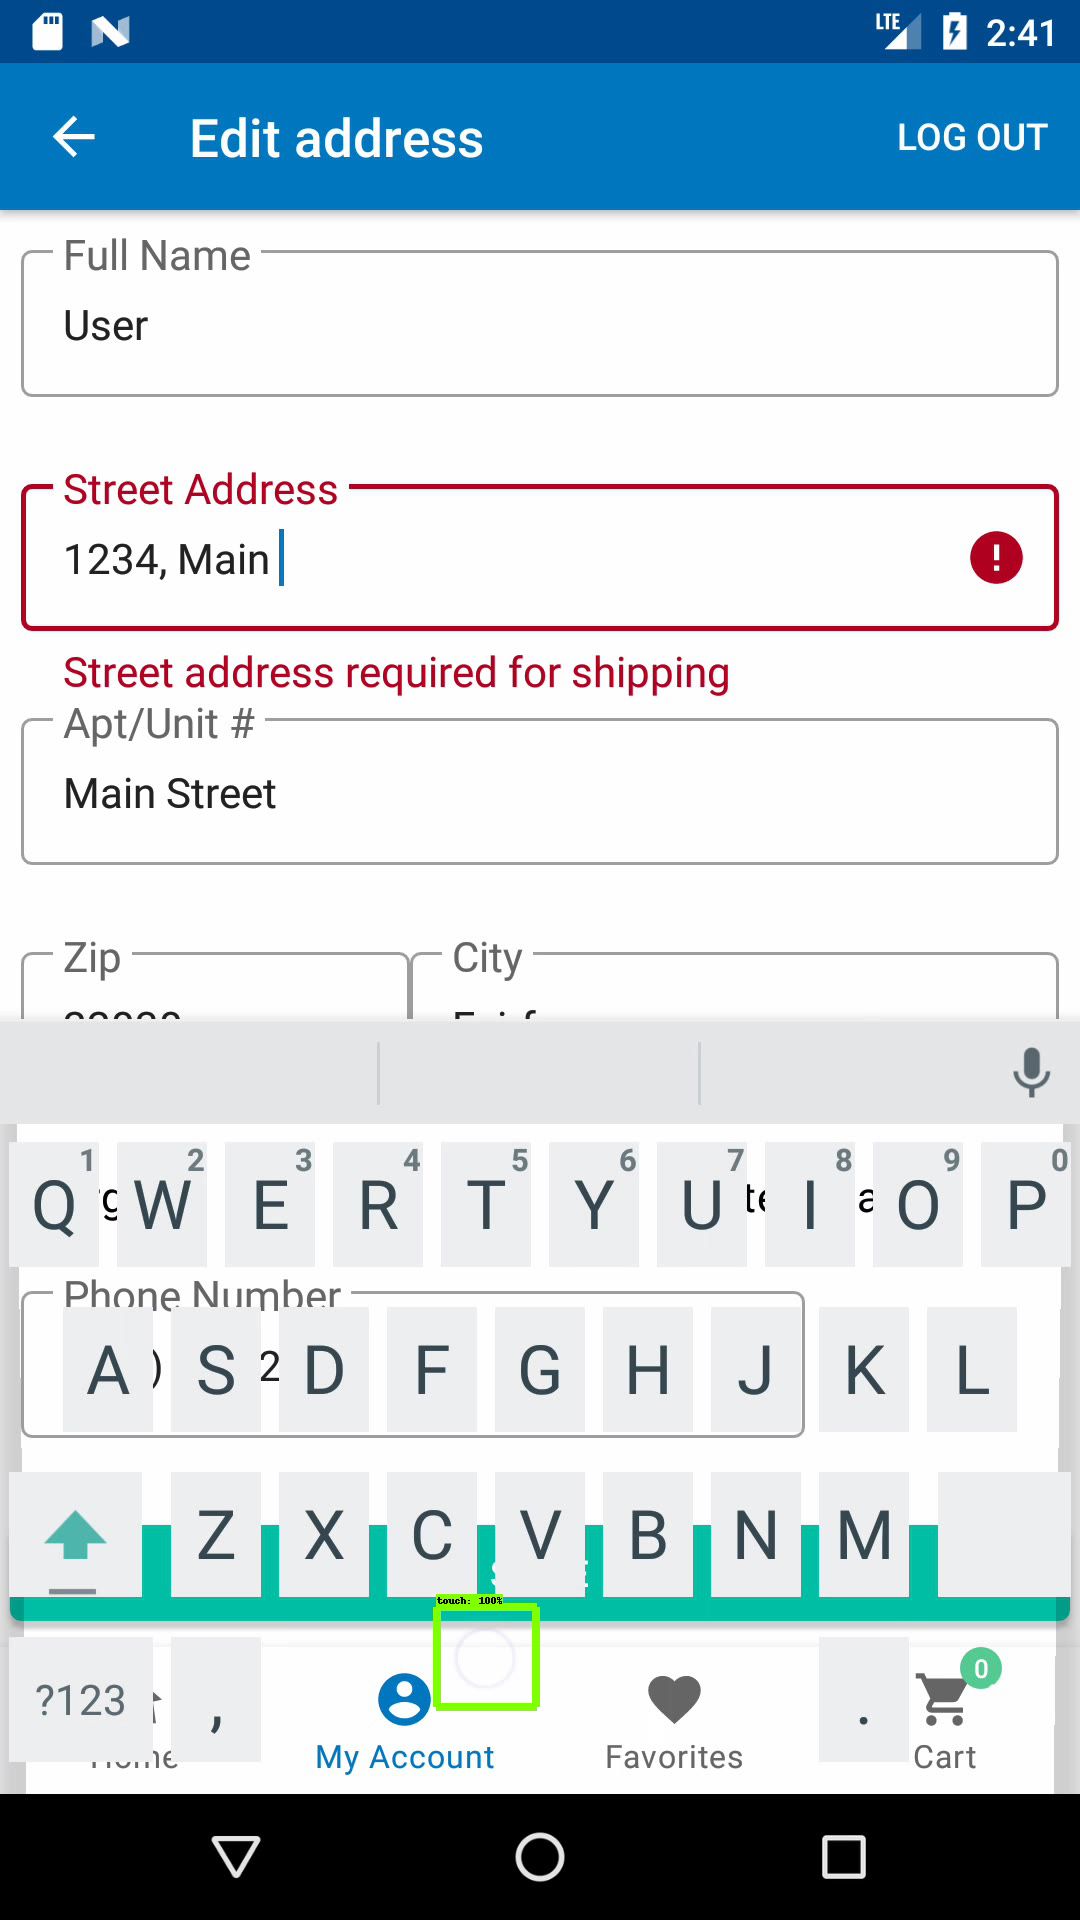 LTE 2:41
Edit address LOG OUT
Full Name
User
Street Address
1234, Main
!
Street address required for shipping
Apt/Unit #
Main Street
Zip City
1 2 3 4 5 6 7 8 9 0
Q W E R T Y U I O P
Phone Number
A S D F G H J K L
Z X C V B N M
touch: 100%
?123 , .
0
Home My Account Favorites Cart